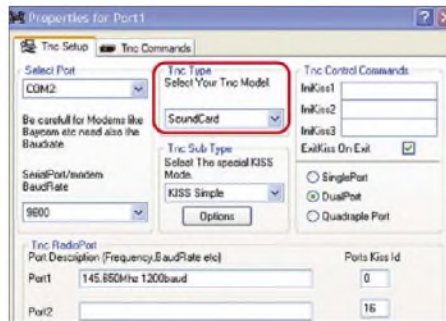 Properties for Port1
Tnc Setup
Tnc Commands
Select Port
COM2
Be carefull for Modems like
Baycom etc need also the
Baudrate
SerialPort/modem
BaudRate
9600
Tnc Type
Select Your Tnc Model.
SoundCard
Tnc Sub Type
Select The special KISS
Mode.
KISS Simple
Options
Tnc Control Commands
IniKiss1
IniKiss2
IniKiss3
ExitKiss On Exit
SinglePort
DualPort
Quadraple Port
Tnc RadioPort
Port Description (Frequency,BaudRate etc)
Ports Kiss Id
Port1
145.650Mhz 1200baud
0
Port2
16